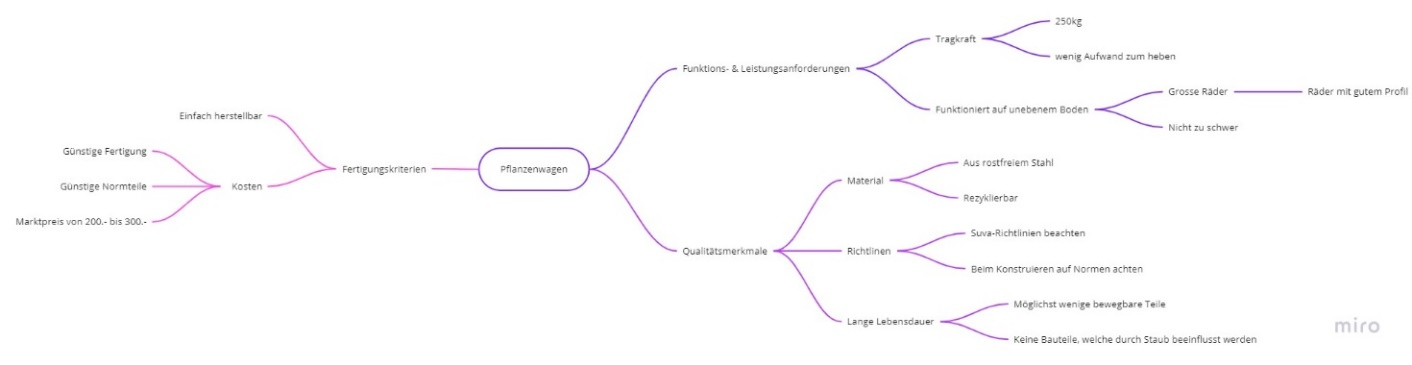 Pflanzenwagen
Funktions- & Leistungsanforderungen
Tragkraft
250kg
wenig Aufwand zum heben
Funktioniert auf unebenem Boden
Grosse Räder
Räder mit gutem Profil
Nicht zu schwer
Qualitätsmerkmale
Material
Aus rostfreiem Stahl
Rezyklierbar
Richtlinen
Suva-Richtlinien beachten
Beim Konstruieren auf Normen achten
Lange Lebensdauer
Möglichst wenige bewegbare Teile
Keine Bauteile, welche durch Staub beeinflusst werden
Fertigungskriterien
Einfach herstellbar
Kosten
Günstige Fertigung
Günstige Normteile
Marktpreis von 200.- bis 300.-
miro